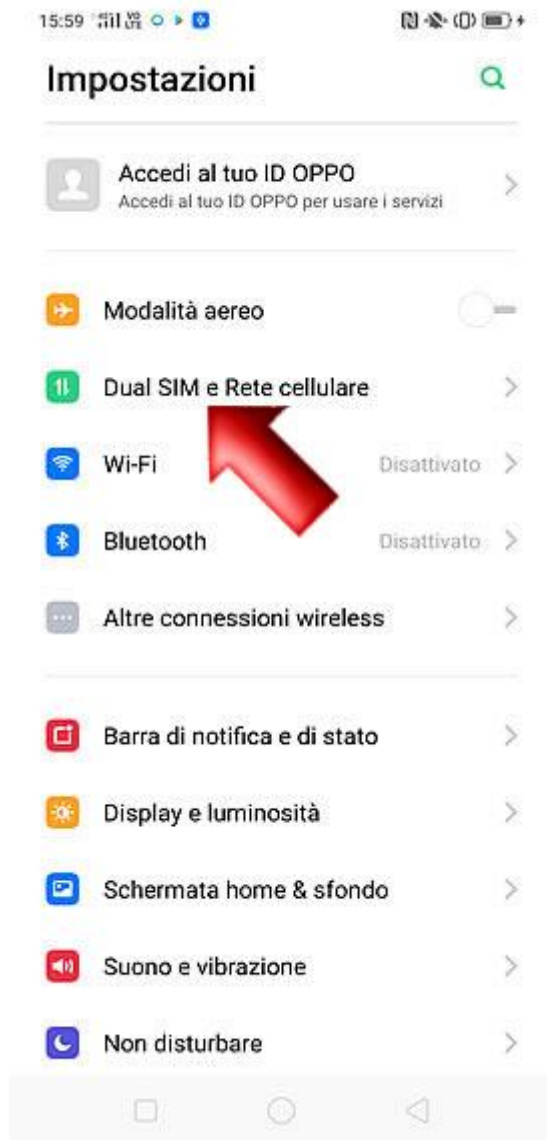 15:59
Impostazioni
Accedi al tuo ID OPPO
Accedi al tuo ID OPPO per usare i servizi
Modalità aereo
Dual SIM e Rete cellulare
Wi-Fi
Disattivato
Bluetooth
Disattivato
Altre connessioni wireless
Barra di notifica e di stato
Display e luminosità
Schermata home & sfondo
Suono e vibrazione
Non disturbare